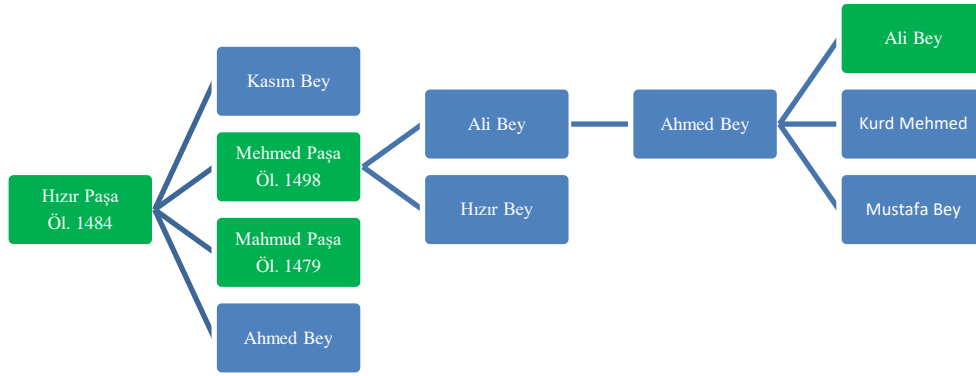 Hızır Paşa
Öl. 1484
Kasım Bey
Mehmed Paşa
Öl. 1498
Mahmud Paşa
Öl. 1479
Ahmed Bey
Ali Bey
Hızır Bey
Ahmed Bey
Ali Bey
Kurd Mehmed
Mustafa Bey